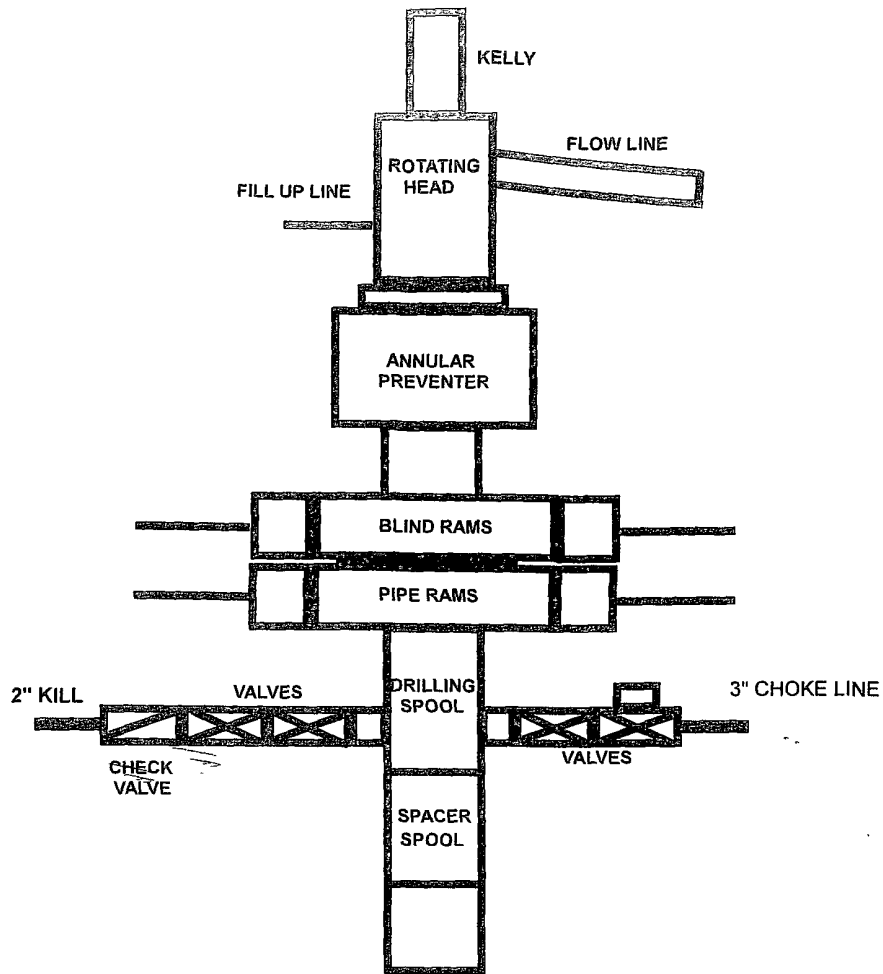 KELLY
FLOW LINE
ROTATING
HEAD
FILL UP LINE
ANNULAR
PREVENTER
BLIND RAMS
PIPE RAMS
2" KILL
VALVES
DRILLING
SPOOL
3" CHOKE LINE
VALVES
CHECK
VALVE
SPACER
SPOOL